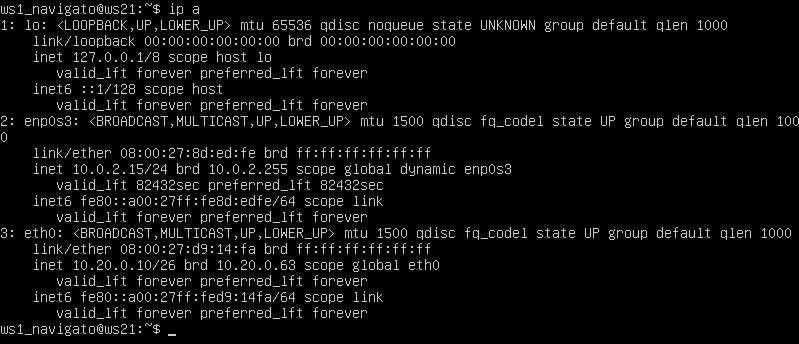 ws1_navigato@ws21:~$ ip a
1: lo: <LOOPBACK,UP,LOWER_UP> mtu 65536 qdisc noqueue state UNKNOWN group default qlen 1000
    link/loopback 00:00:00:00:00:00 brd 00:00:00:00:00:00
    inet 127.0.0.1/8 scope host lo
       valid_lft forever preferred_lft forever
    inet6 ::1/128 scope host
       valid_lft forever preferred_lft forever
2: enp0s3: <BROADCAST,MULTICAST,UP,LOWER_UP> mtu 1500 qdisc fq_codel state UP group default qlen 100
0
    link/ether 08:00:27:8d:ed:fe brd ff:ff:ff:ff:ff:ff
    inet 10.0.2.15/24 brd 10.0.2.255 scope global dynamic enp0s3
       valid_lft 82432sec preferred_lft 82432sec
    inet6 fe80::a00:27ff:fe8d:edfe/64 scope link
       valid_lft forever preferred_lft forever
3: eth0: <BROADCAST,MULTICAST,UP,LOWER_UP> mtu 1500 qdisc fq_codel state UP group default qlen 1000
    link/ether 08:00:27:d9:14:fa brd ff:ff:ff:ff:ff:ff
    inet 10.20.0.10/26 brd 10.20.0.63 scope global eth0
       valid_lft forever preferred_lft forever
    inet6 fe80::a00:27ff:fed9:14fa/64 scope link
       valid_lft forever preferred_lft forever
ws1_navigato@ws21:~$ _